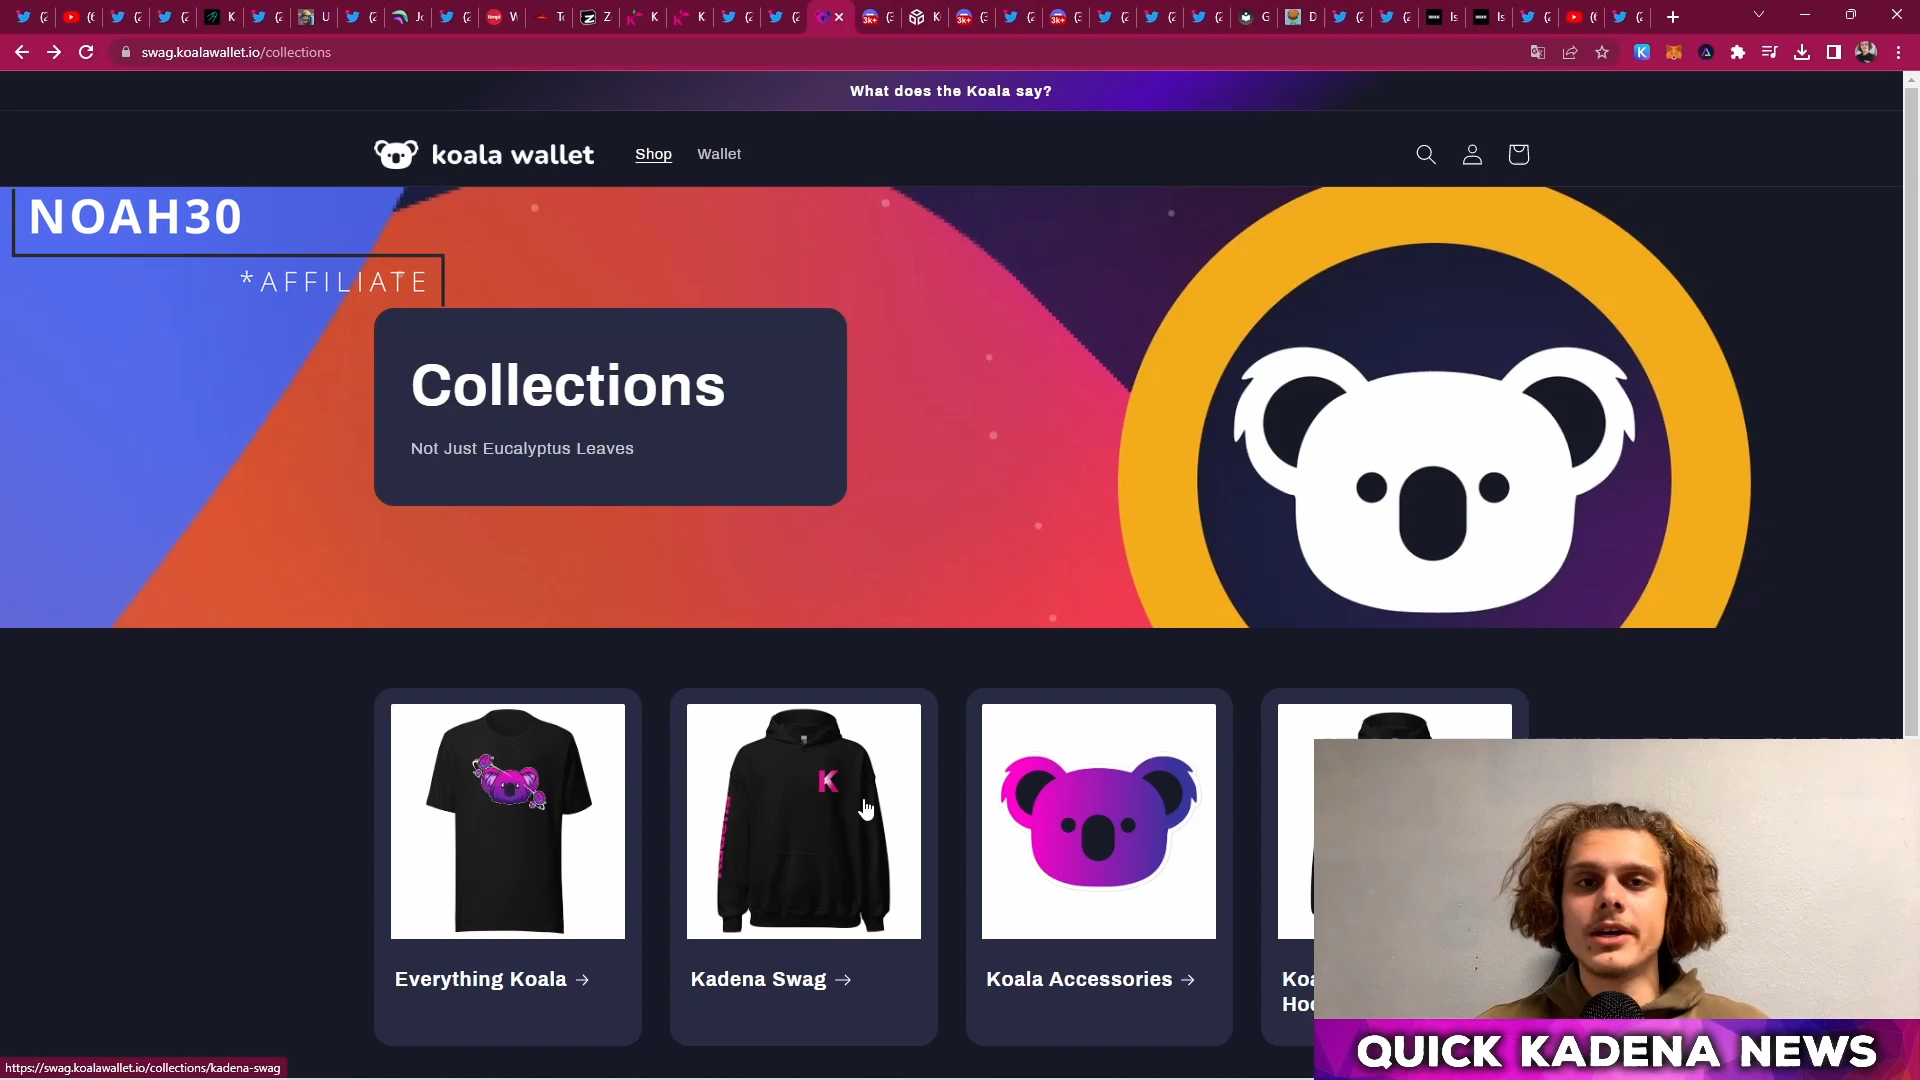 swag.koalawallet.io/collections
What does the Koala say?
koala wallet
Shop
Wallet
NOAH30
*AFFILIATE
Collections
Not Just Eucalyptus Leaves
K
Everything Koala →
Kadena Swag →
Koala Accessories →
https://swag.koalawallet.io/collections/kadena-swag
QUICK KADENA NEWS